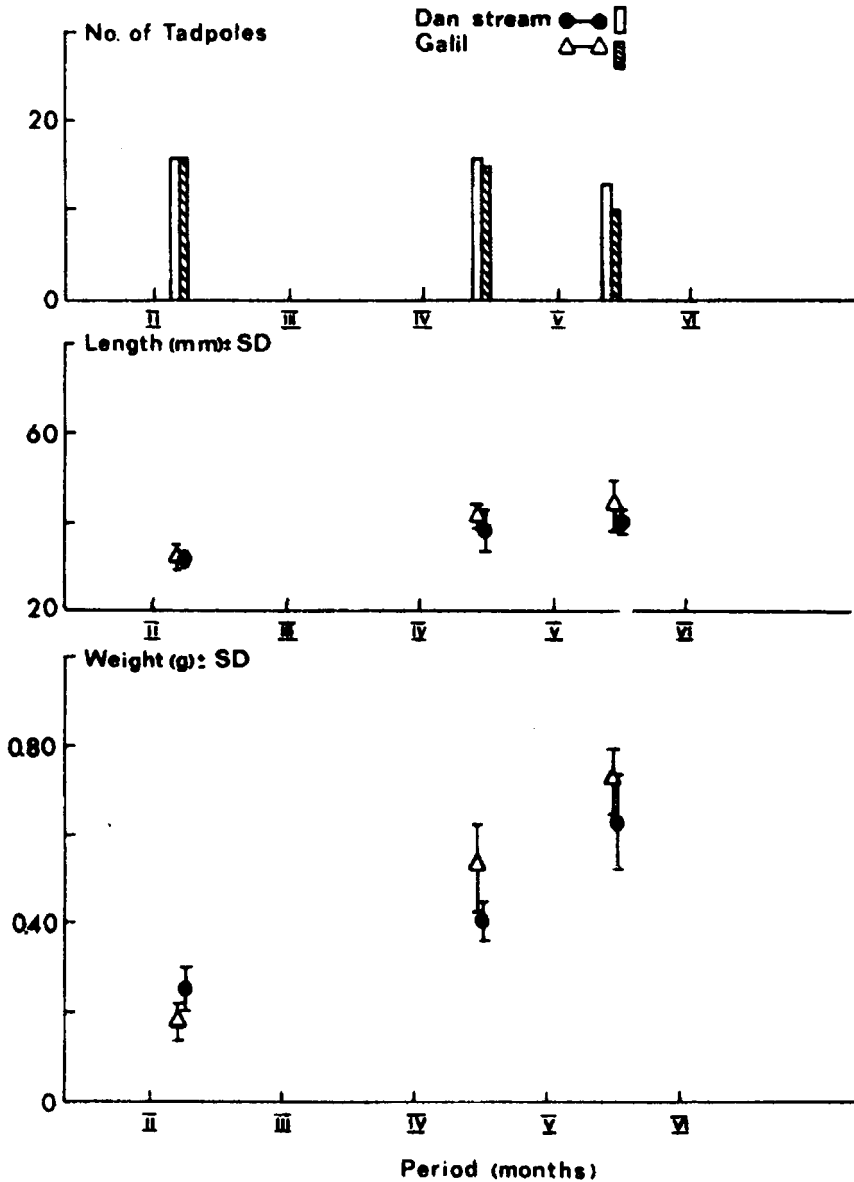 No. of Tadpoles
Dan stream
Galil
20
0
II III IV V VI
Length (mm)± SD
60
20
II III IV V VI
Weight (g)± SD
0.80
0.40
0
II III IV V VI
Period (months)